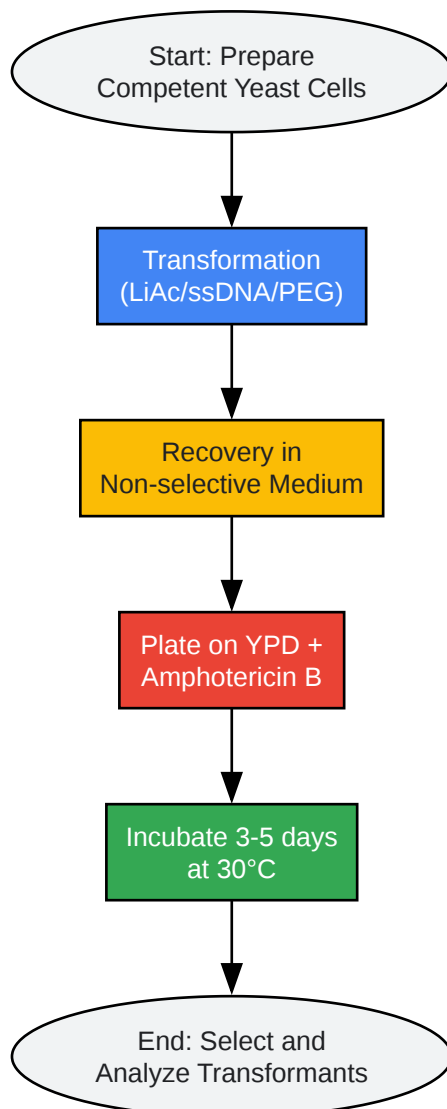 Start: Prepare
Competent Yeast Cells
Transformation
(LiAc/ssDNA/PEG)
Recovery in
Non-selective Medium
Plate on YPD +
Amphotericin B
Incubate 3-5 days
at 30°C
End: Select and
Analyze Transformants